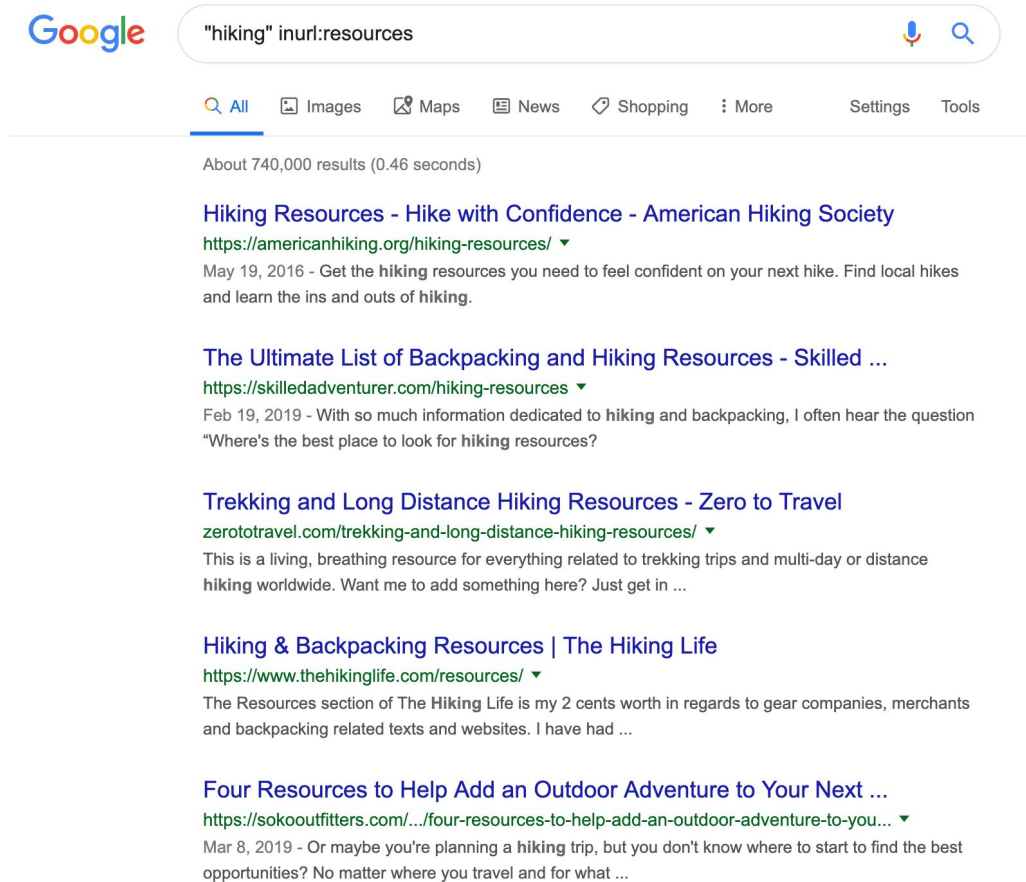 Google
"hiking" inurl:resources
All Images Maps News Shopping More Settings Tools
About 740,000 results (0.46 seconds)
Hiking Resources - Hike with Confidence - American Hiking Society
https://americanhiking.org/hiking-resources/
May 19, 2016 - Get the hiking resources you need to feel confident on your next hike. Find local hikes
and learn the ins and outs of hiking.
The Ultimate List of Backpacking and Hiking Resources - Skilled ...
https://skilledadventurer.com/hiking-resources
Feb 19, 2019 - With so much information dedicated to hiking and backpacking, I often hear the question
“Where's the best place to look for hiking resources?
Trekking and Long Distance Hiking Resources - Zero to Travel
zerototravel.com/trekking-and-long-distance-hiking-resources/
This is a living, breathing resource for everything related to trekking trips and multi-day or distance
hiking worldwide. Want me to add something here? Just get in ...
Hiking & Backpacking Resources | The Hiking Life
https://www.thehikinglife.com/resources/
The Resources section of The Hiking Life is my 2 cents worth in regards to gear companies, merchants
and backpacking related texts and websites. I have had ...
Four Resources to Help Add an Outdoor Adventure to Your Next ...
https://sokooutfitters.com/.../four-resources-to-help-add-an-outdoor-adventure-to-you...
Mar 8, 2019 - Or maybe you're planning a hiking trip, but you don't know where to start to find the best
opportunities? No matter where you travel and for what ...